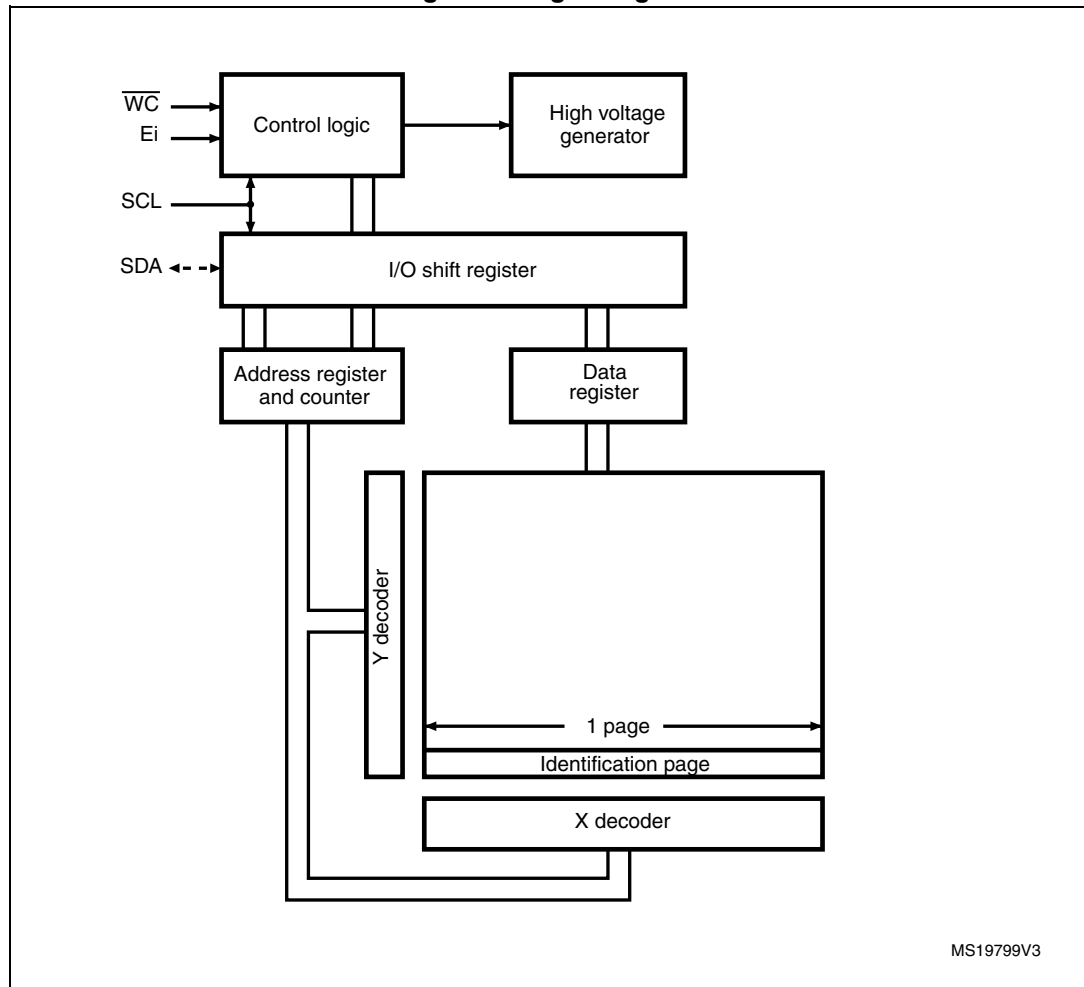 WC
Ei
SCL
SDA
Control logic
High voltage
generator
I/O shift register
Address register
and counter
Data
register
Y decoder
1 page
Identification page
X decoder
MS19799V3